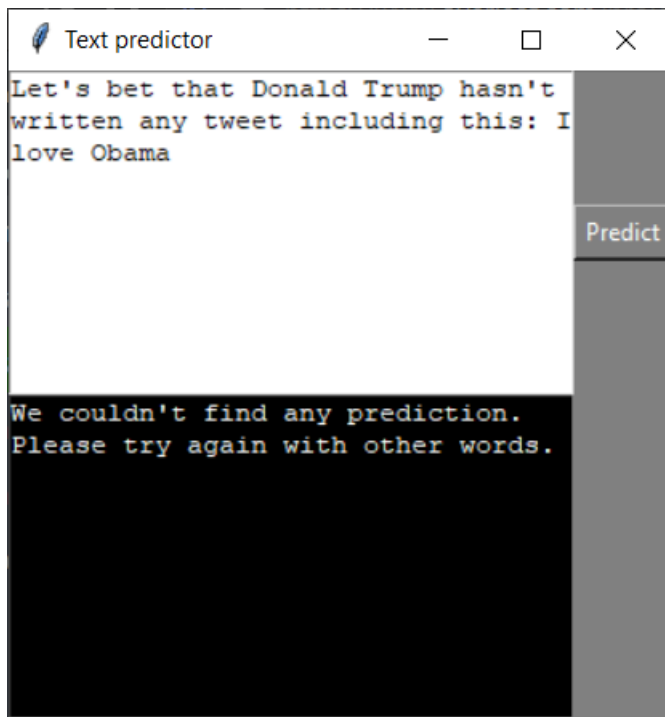 Text predictor
Let's bet that Donald Trump hasn't
written any tweet including this: I
love Obama
Predict
We couldn't find any prediction.
Please try again with other words.